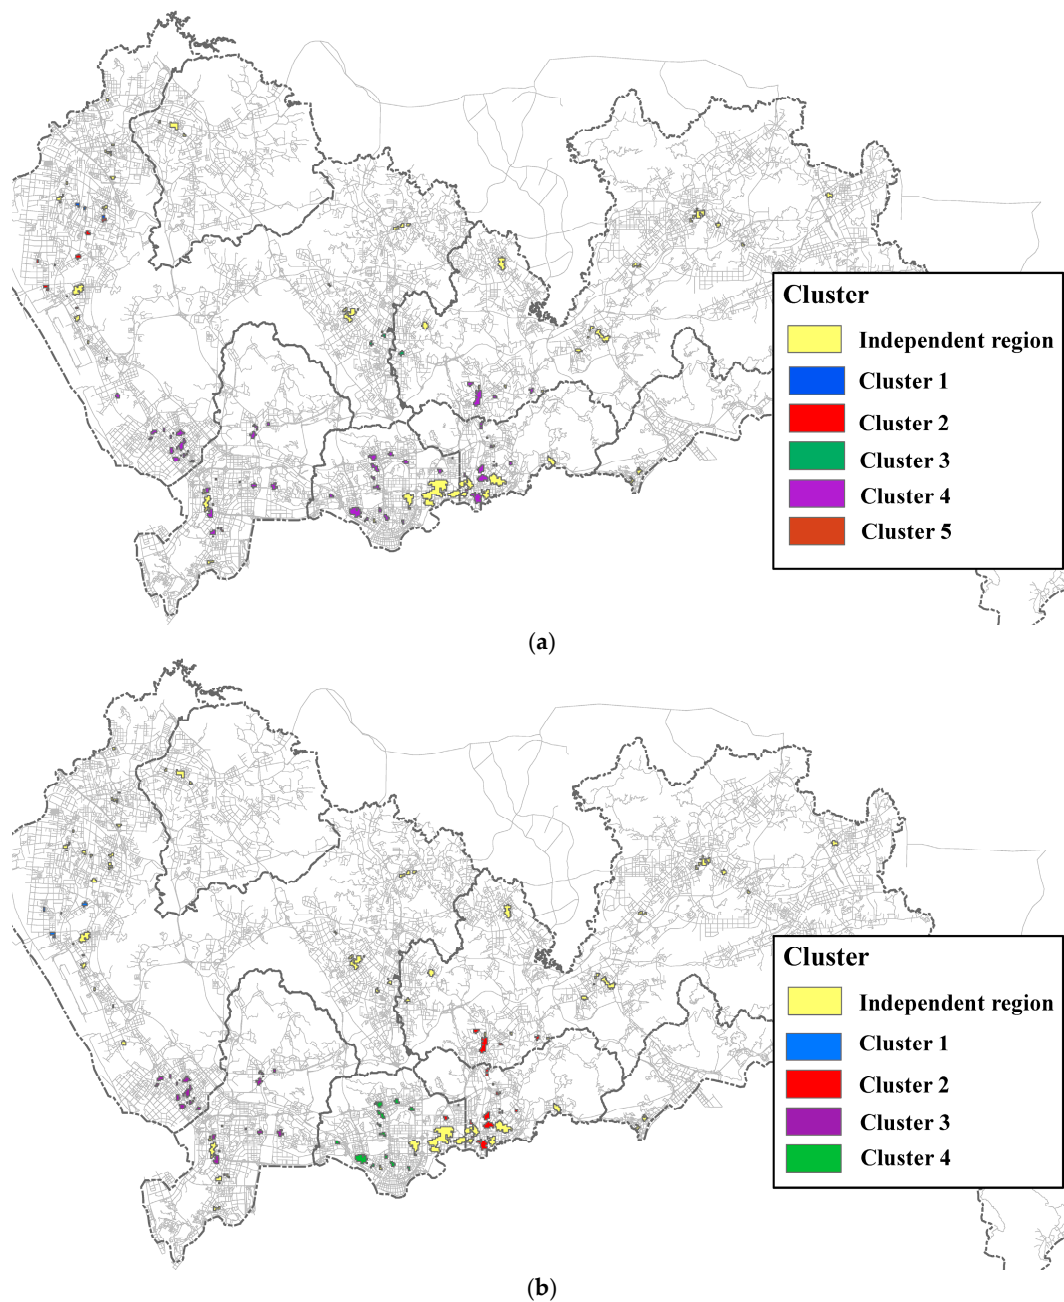 Cluster
Independent region
Cluster 1
Cluster 2
Cluster 3
Cluster 4
Cluster 5
(a)
Cluster
Independent region
Cluster 1
Cluster 2
Cluster 3
Cluster 4
(b)